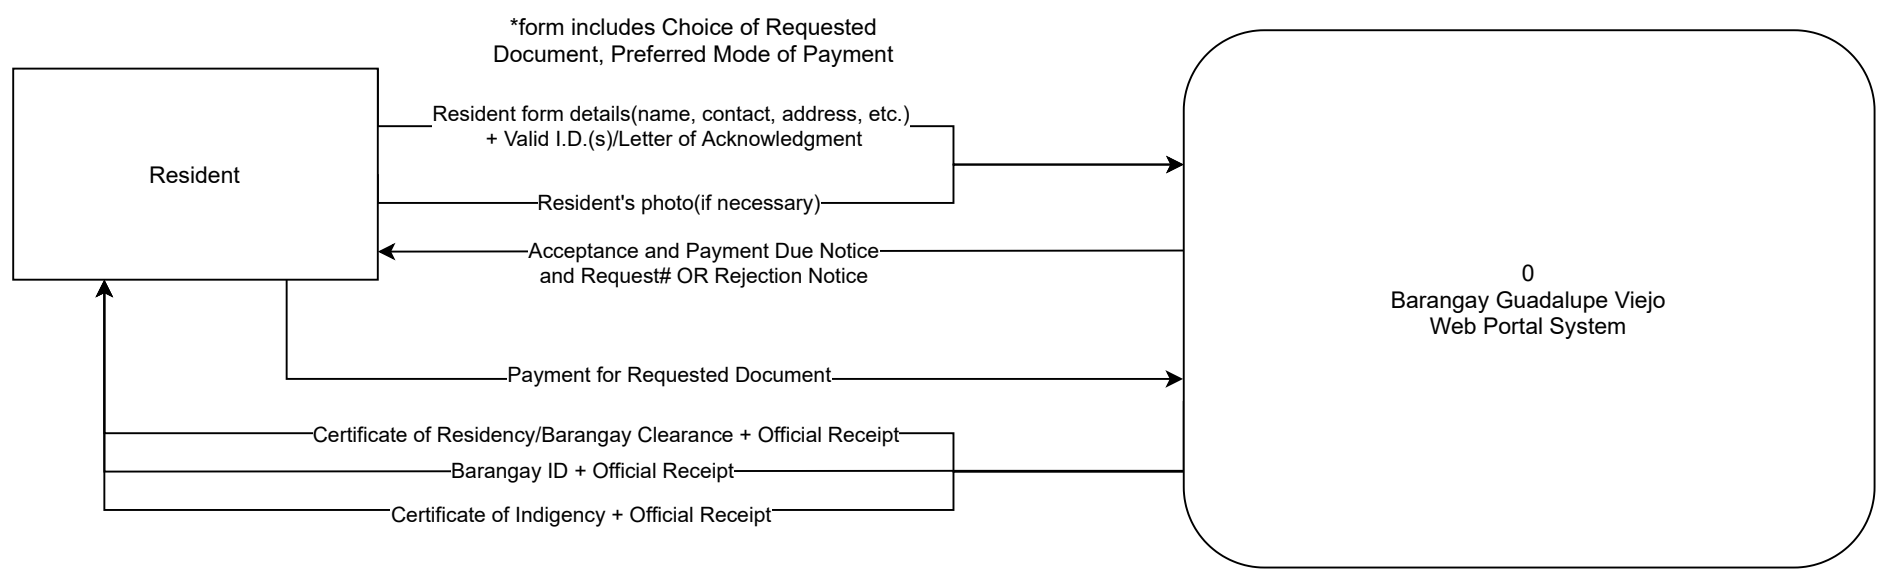 *form includes Choice of Requested
Document, Preferred Mode of Payment
Resident form details(name, contact, address, etc.)
+ Valid I.D.(s)/Letter of Acknowledgment
Resident
Resident's photo(if necessary)
Acceptance and Payment Due Notice
and Request# OR Rejection Notice
0
Barangay Guadalupe Viejo
Web Portal System
Payment for Requested Document
Certificate of Residency/Barangay Clearance + Official Receipt
Barangay ID + Official Receipt
Certificate of Indigency + Official Receipt